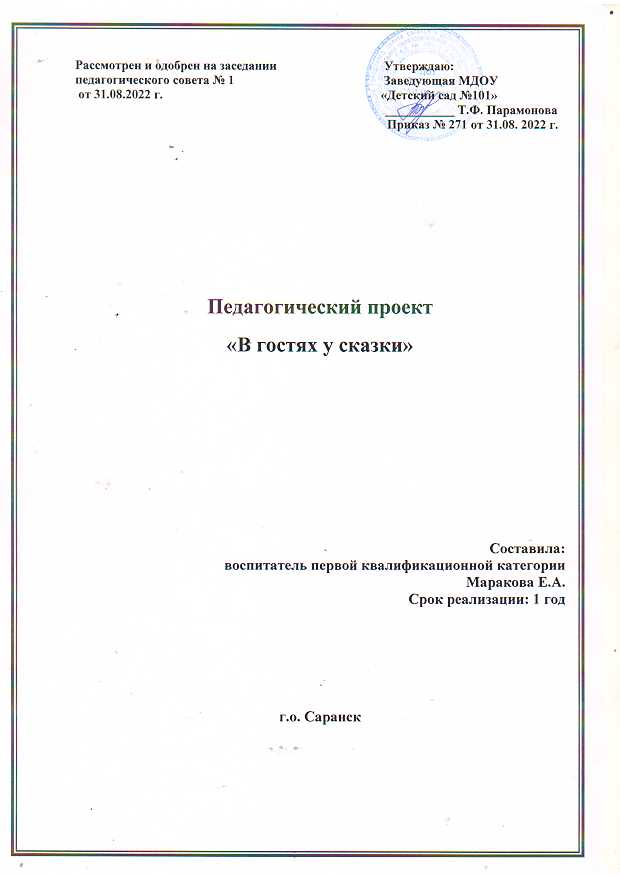 Рассмотрен и одобрен на заседании
педагогического совета № 1
от 31.08.2022 г.
Утверждаю:
Заведующая МДОУ
«Детский сад №101»
____________ Т.Ф. Парамонова
Приказ № 271 от 31.08. 2022 г.
Педагогический проект
«В гостях у сказки»
Составила:
воспитатель первой квалификационной категории
Маракова Е.А.
Срок реализации: 1 год
г.о. Саранск